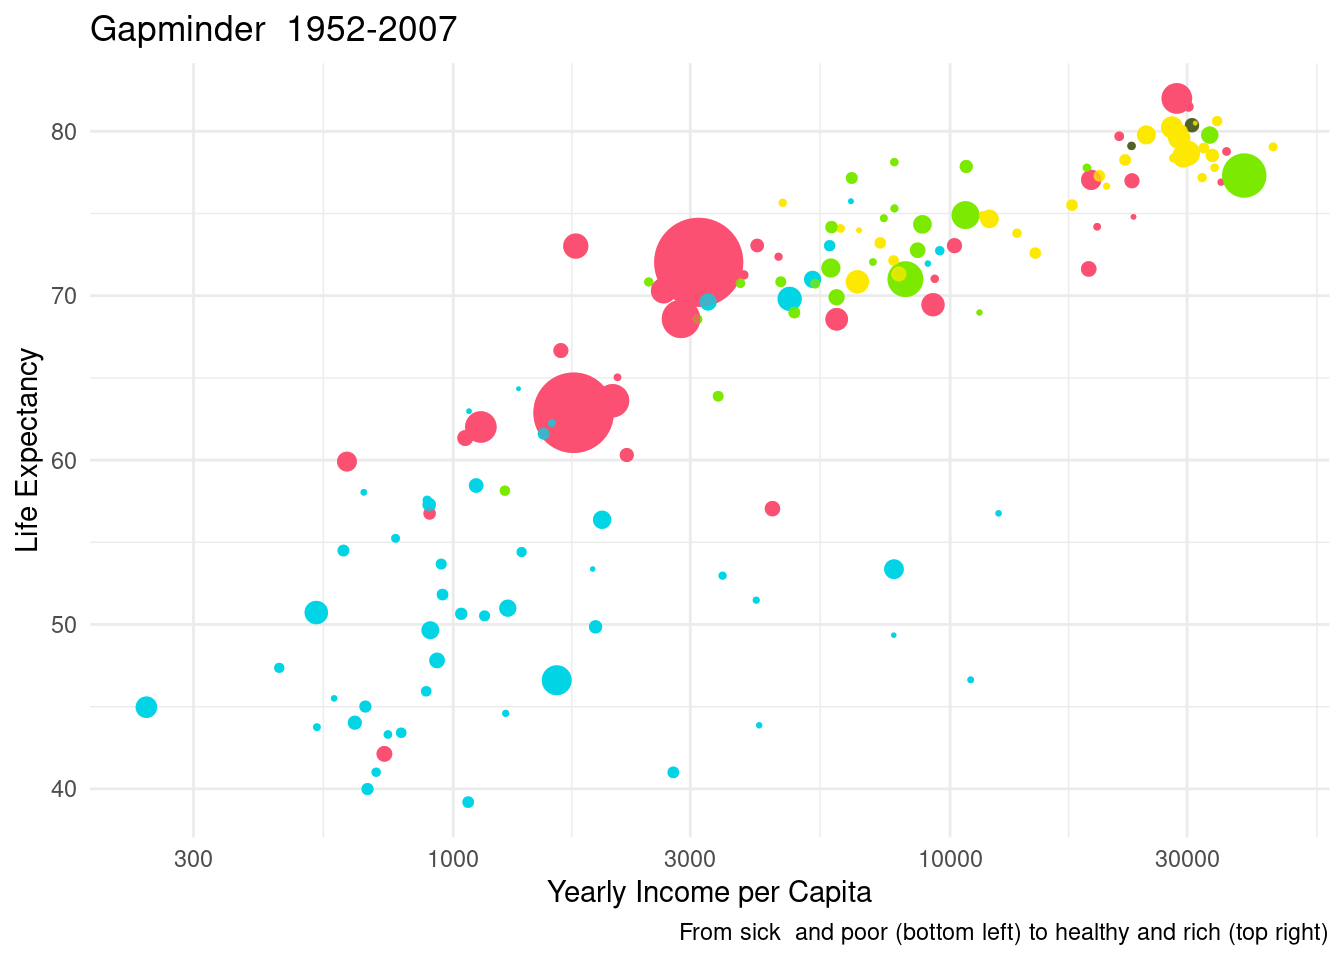 Gapminder  1952-2007
Life Expectancy
80
70
60
50
40
300 1000 3000 10000 30000
Yearly Income per Capita
From sick  and poor (bottom left) to healthy and rich (top right)